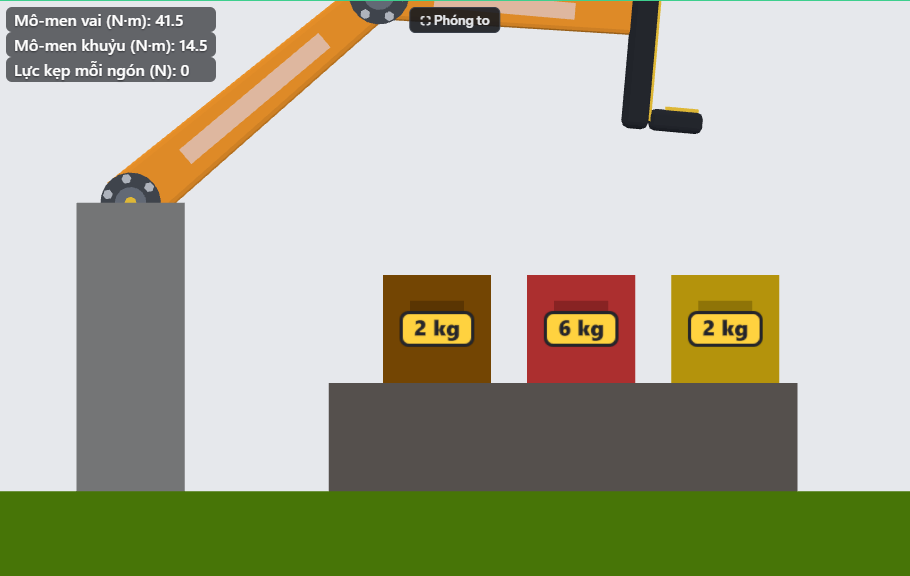 Mô-men vai (N·m): 41.5
Mô-men khuỷu (N·m): 14.5
Lực kẹp mỗi ngón (N): 0
Phóng to
2 kg
6 kg
2 kg